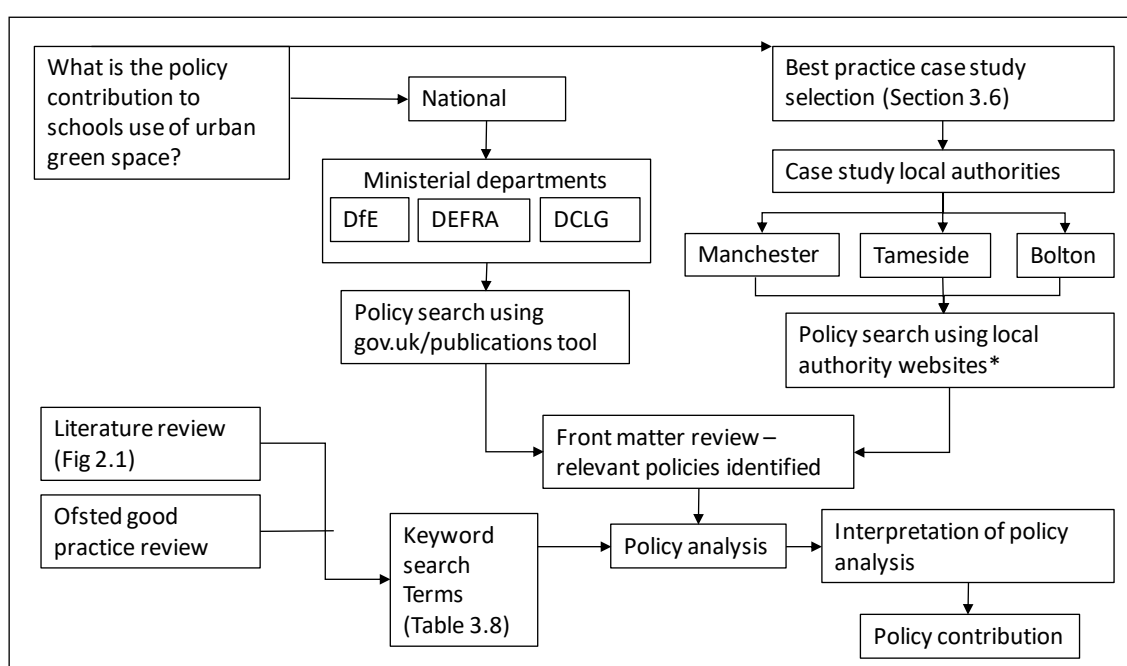 What is the policy
contribution to
schools use of urban
green space?
National
Ministerial departments
DfE
DEFRA
DCLG
Policy search using
gov.uk/publications tool
Best practice case study
selection (Section 3.6)
Case study local authorities
Manchester
Tameside
Bolton
Policy search using local
authority websites*
Literature review
(Fig 2.1)
Ofsted good
practice review
Keyword
search
Terms
(Table 3.8)
Front matter review –
relevant policies identified
Policy analysis
Interpretation of policy
analysis
Policy contribution